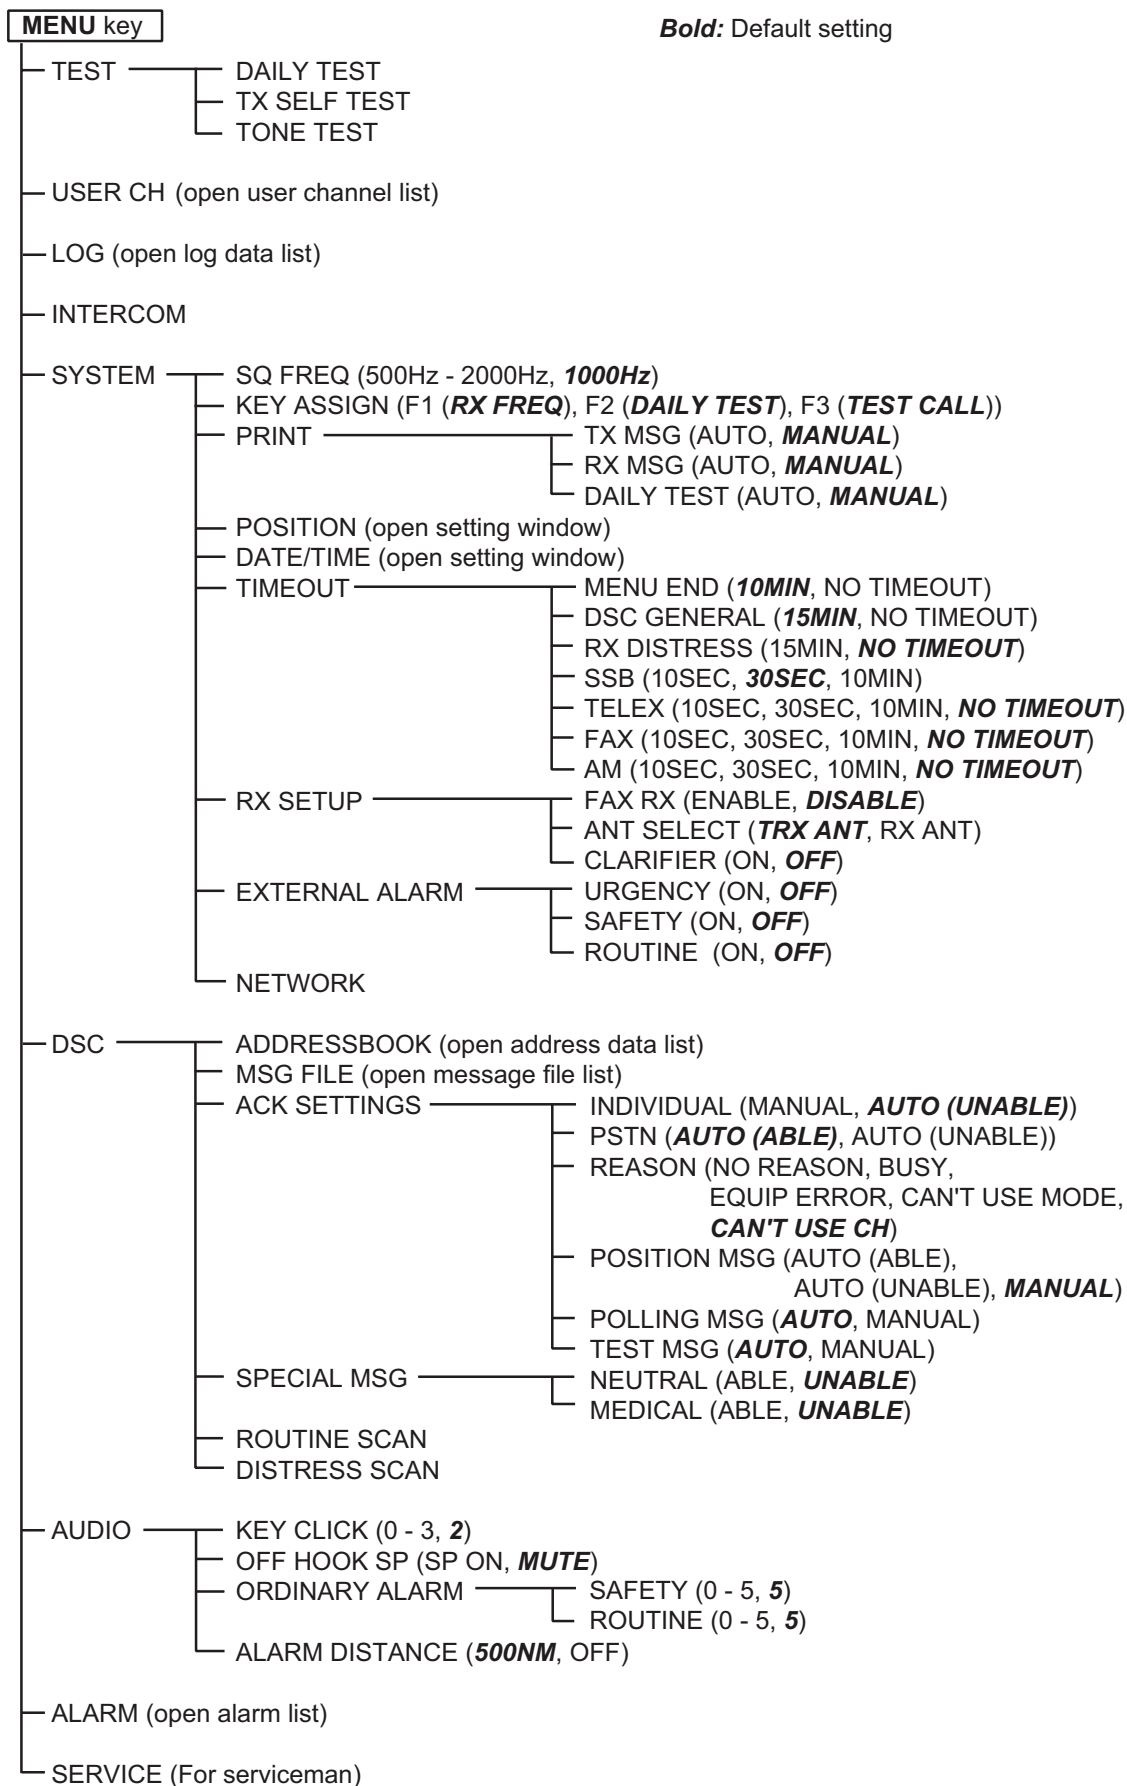 MENU key
Bold: Default setting
TEST
DAILY TEST
TX SELF TEST
TONE TEST
USER CH (open user channel list)
LOG (open log data list)
INTERCOM
SYSTEM
SQ FREQ (500Hz - 2000Hz, 1000Hz)
KEY ASSIGN (F1 (RX FREQ), F2 (DAILY TEST), F3 (TEST CALL))
PRINT
TX MSG (AUTO, MANUAL)
RX MSG (AUTO, MANUAL)
DAILY TEST (AUTO, MANUAL)
POSITION (open setting window)
DATE/TIME (open setting window)
TIMEOUT
MENU END (10MIN, NO TIMEOUT)
DSC GENERAL (15MIN, NO TIMEOUT)
RX DISTRESS (15MIN, NO TIMEOUT)
SSB (10SEC, 30SEC, 10MIN)
TELEX (10SEC, 30SEC, 10MIN, NO TIMEOUT)
FAX (10SEC, 30SEC, 10MIN, NO TIMEOUT)
AM (10SEC, 30SEC, 10MIN, NO TIMEOUT)
RX SETUP
FAX RX (ENABLE, DISABLE)
ANT SELECT (TRX ANT, RX ANT)
CLARIFIER (ON, OFF)
EXTERNAL ALARM
URGENCY (ON, OFF)
SAFETY (ON, OFF)
ROUTINE (ON, OFF)
NETWORK
DSC
ADDRESSBOOK (open address data list)
MSG FILE (open message file list)
ACK SETTINGS
INDIVIDUAL (MANUAL, AUTO (UNABLE))
PSTN (AUTO (ABLE), AUTO (UNABLE))
REASON (NO REASON, BUSY,
EQUIP ERROR, CAN'T USE MODE,
CAN'T USE CH)
POSITION MSG (AUTO (ABLE),
AUTO (UNABLE), MANUAL)
POLLING MSG (AUTO, MANUAL)
TEST MSG (AUTO, MANUAL)
SPECIAL MSG
NEUTRAL (ABLE, UNABLE)
MEDICAL (ABLE, UNABLE)
ROUTINE SCAN
DISTRESS SCAN
AUDIO
KEY CLICK (0 - 3, 2)
OFF HOOK SP (SP ON, MUTE)
ORDINARY ALARM
SAFETY (0 - 5, 5)
ROUTINE (0 - 5, 5)
ALARM DISTANCE (500NM, OFF)
ALARM (open alarm list)
SERVICE (For serviceman)